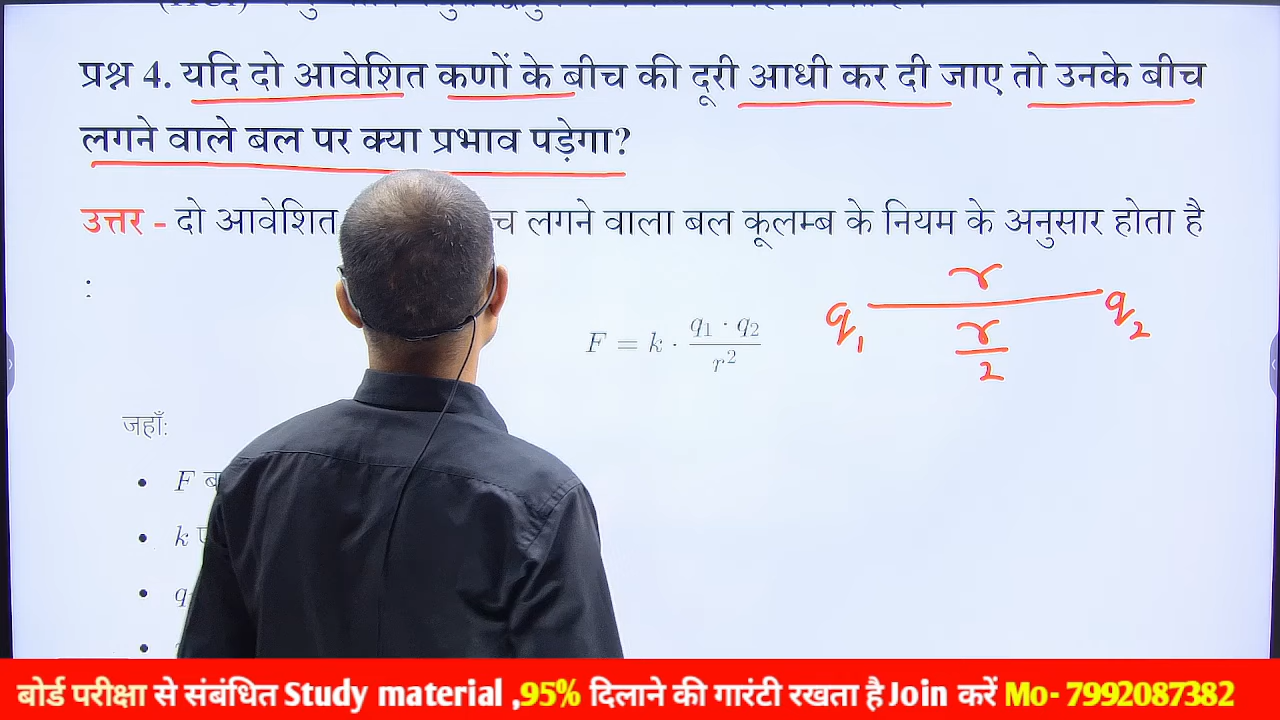 प्रश्न 4. यदि दो आवेशित कणों के बीच की दूरी आधी कर दी जाए तो उनके बीच
लगने वाले बल पर क्या प्रभाव पड़ेगा?
उत्तर - दो आवेशित च लगने वाला बल कूलम्ब के नियम के अनुसार होता है
:
r
F = k · q₁ · q₂ / r²
q₁ r/2 q₂
जहाँ:
• F
• k
• q
बोर्ड परीक्षा से संबंधित Study material ,95% दिलाने की गारंटी रखता है Join करें Mo- 7992087382